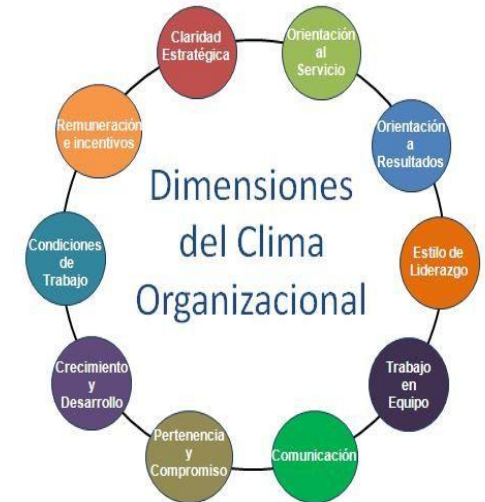 Dimensiones
del Clima
Organizacional
Claridad
Estratégica
Orientación
al
Servicio
Orientación
a
Resultados
Estilo de
Liderazgo
Trabajo
en
Equipo
Comunicación
Pertenencia
y
Compromiso
Crecimiento
y
Desarrollo
Condiciones
de
Trabajo
Remuneración
e incentivos